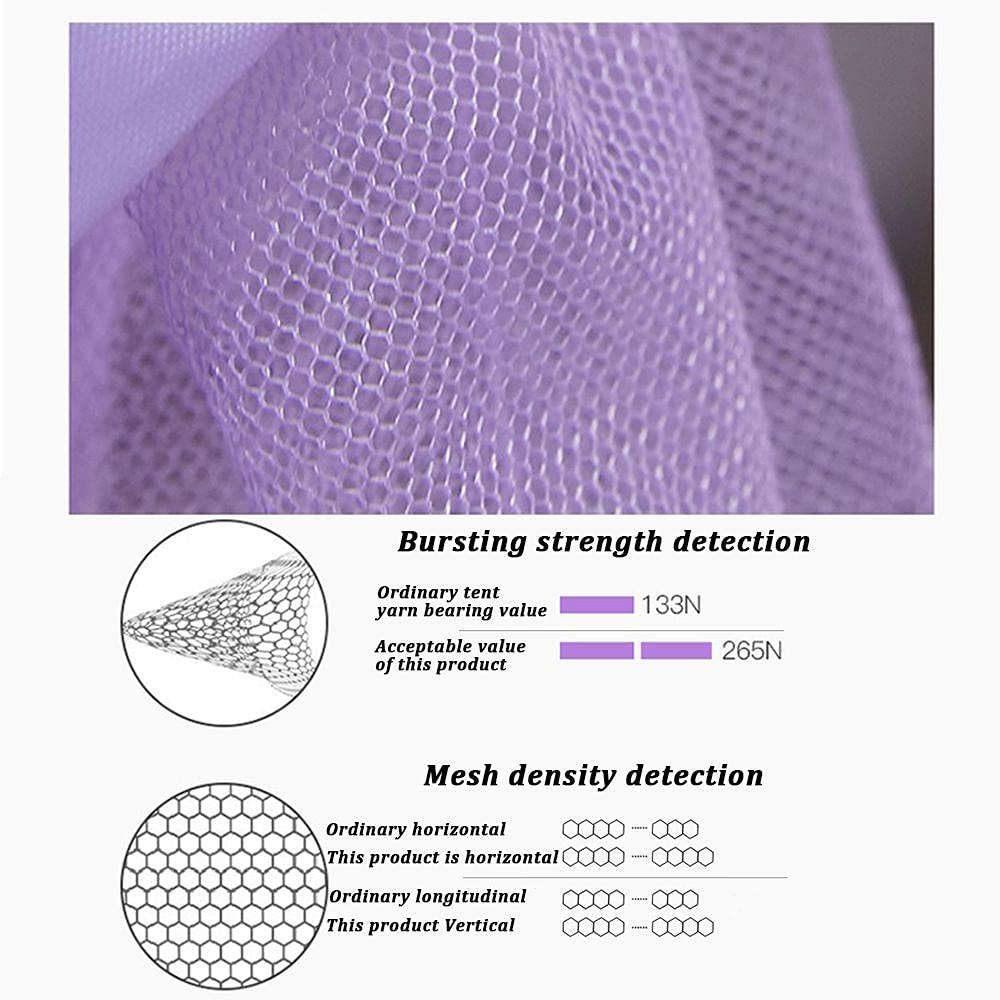 Bursting strength detection
Ordinary tent
yarn bearing value
133N
Acceptable value
of this product
265N
Mesh density detection
Ordinary horizontal
This product is horizontal
Ordinary longitudinal
This product Vertical